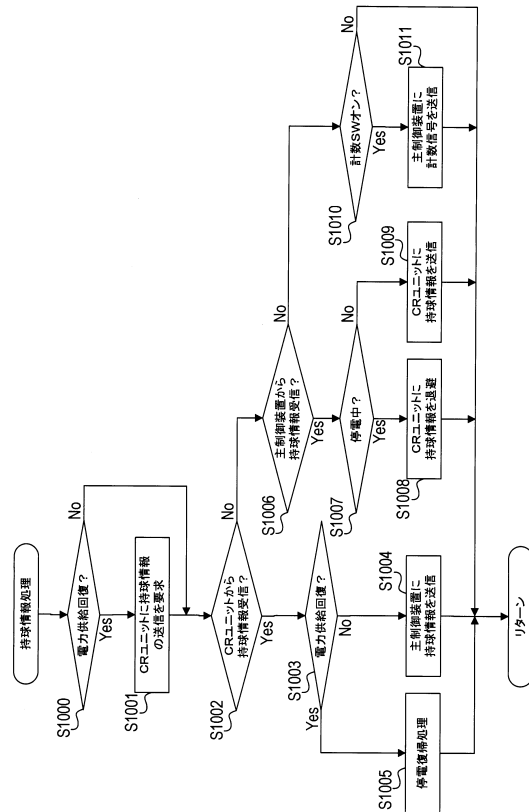 持球情報処理
S1000
電力供給回復?
No
Yes
S1001
CRユニットに持球情報
の送信を要求
S1002
CRユニットから
持球情報受信?
No
Yes
S1003
電力供給回復?
Yes
No
S1004
主制御装置に
持球情報を送信
S1005
停電復帰処理
S1006
主制御装置から
持球情報受信?
No
Yes
S1007
停電中?
No
Yes
S1008
CRユニットに
持球情報を退避
S1009
CRユニットに
持球情報を送信
S1010
計数SWオン?
No
Yes
S1011
主制御装置に
計数信号を送信
リターン